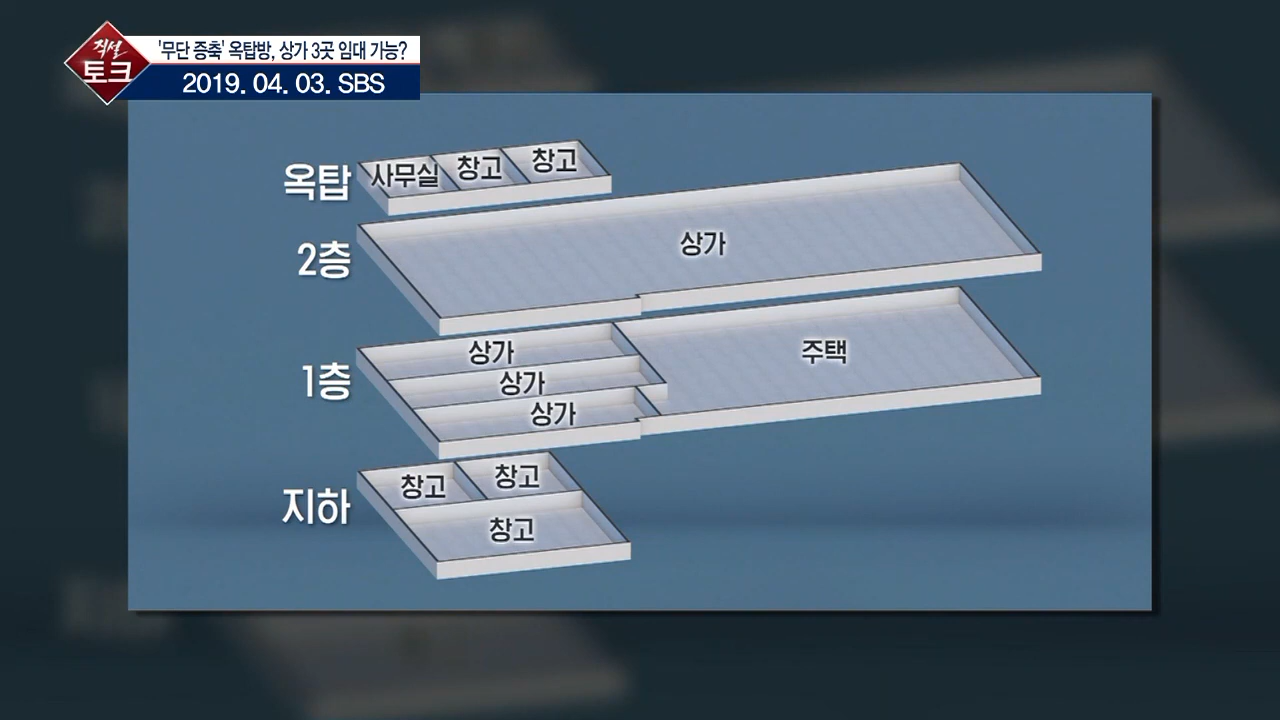 직설
토크
'무단 증축' 옥탑방, 상가 3곳 임대 가능?
2019. 04. 03. SBS
옥탑
사무실
창고
창고
2층
상가
1층
상가
상가
상가
주택
지하
창고
창고
창고